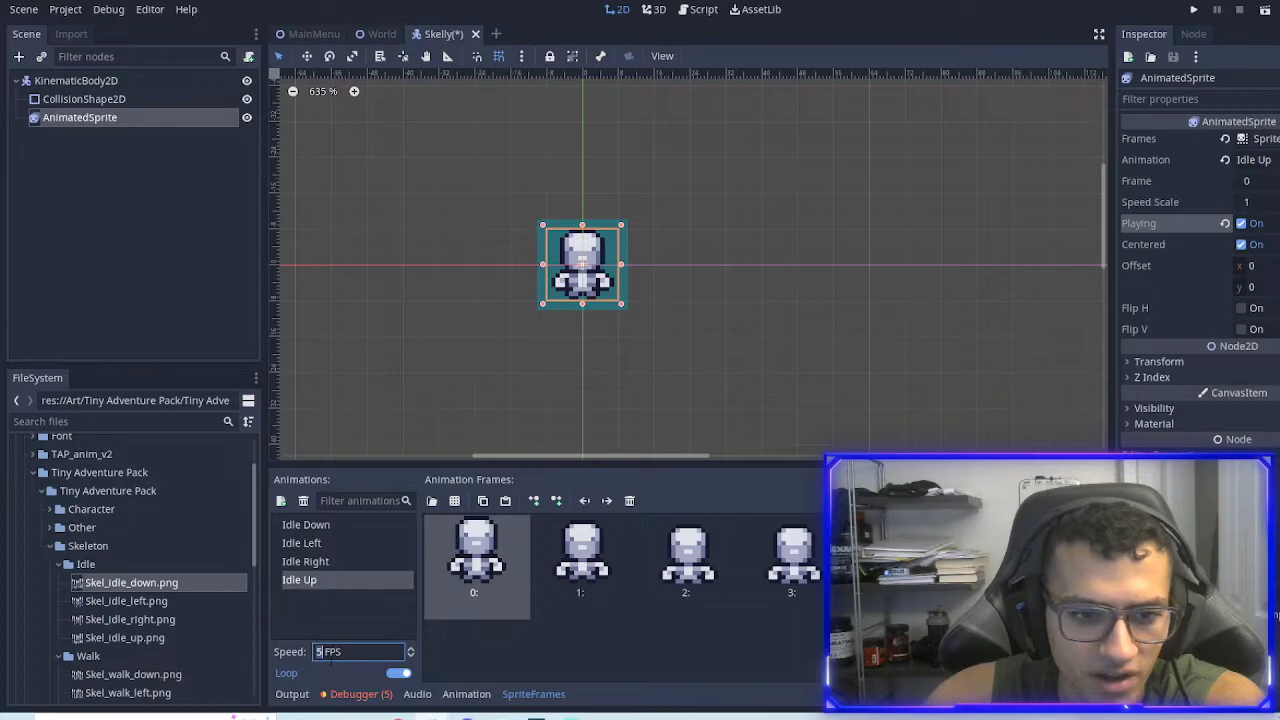 Scene Project Debug Editor Help
2D 3D Script AssetLib
Scene Import
MainMenu World Skelly(*)
Inspector Node
Filter nodes
View
KinematicBody2D
CollisionShape2D
AnimatedSprite
635 %
AnimatedSprite
Filter properties
AnimatedSprite
Frames Sprite
Animation Idle Up
Frame 0
Speed Scale 1
Playing On
Centered On
Offset x 0
y 0
Flip H On
Flip V On
Node2D
Transform
Z Index
CanvasItem
Visibility
Material
Node
FileSystem
res://Art/Tiny Adventure Pack/Tiny Adve
Search files
Font
TAP_anim_v2
Tiny Adventure Pack
Tiny Adventure Pack
Character
Other
Skeleton
Idle
Skel_idle_down.png
Skel_idle_left.png
Skel_idle_right.png
Skel_idle_up.png
Walk
Skel_walk_down.png
Skel_walk_left.png
Animations:
Filter animations
Idle Down
Idle Left
Idle Right
Idle Up
Speed: 5 FPS
Loop
Animation Frames:
0: 1: 2: 3:
Output Debugger (5) Audio Animation SpriteFrames